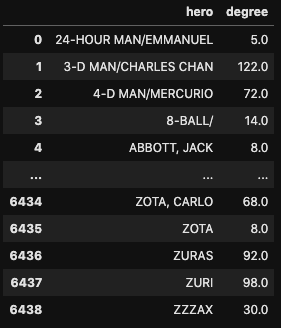 hero degree
0 24-HOUR MAN/EMMANUEL 5.0
1 3-D MAN/CHARLES CHAN 122.0
2 4-D MAN/MERCURIO 72.0
3 8-BALL/ 14.0
4 ABBOTT, JACK 8.0
... ... ...
6434 ZOTA, CARLO 68.0
6435 ZOTA 8.0
6436 ZURAS 92.0
6437 ZURI 98.0
6438 ZZZAX 30.0